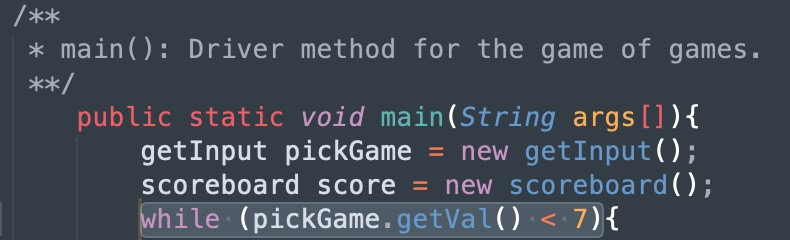 /**
 * main(): Driver method for the game of games.
 **/
    public static void main(String args[]){
        getInput pickGame = new getInput();
        scoreboard score = new scoreboard();
        while (pickGame.getVal() < 7){